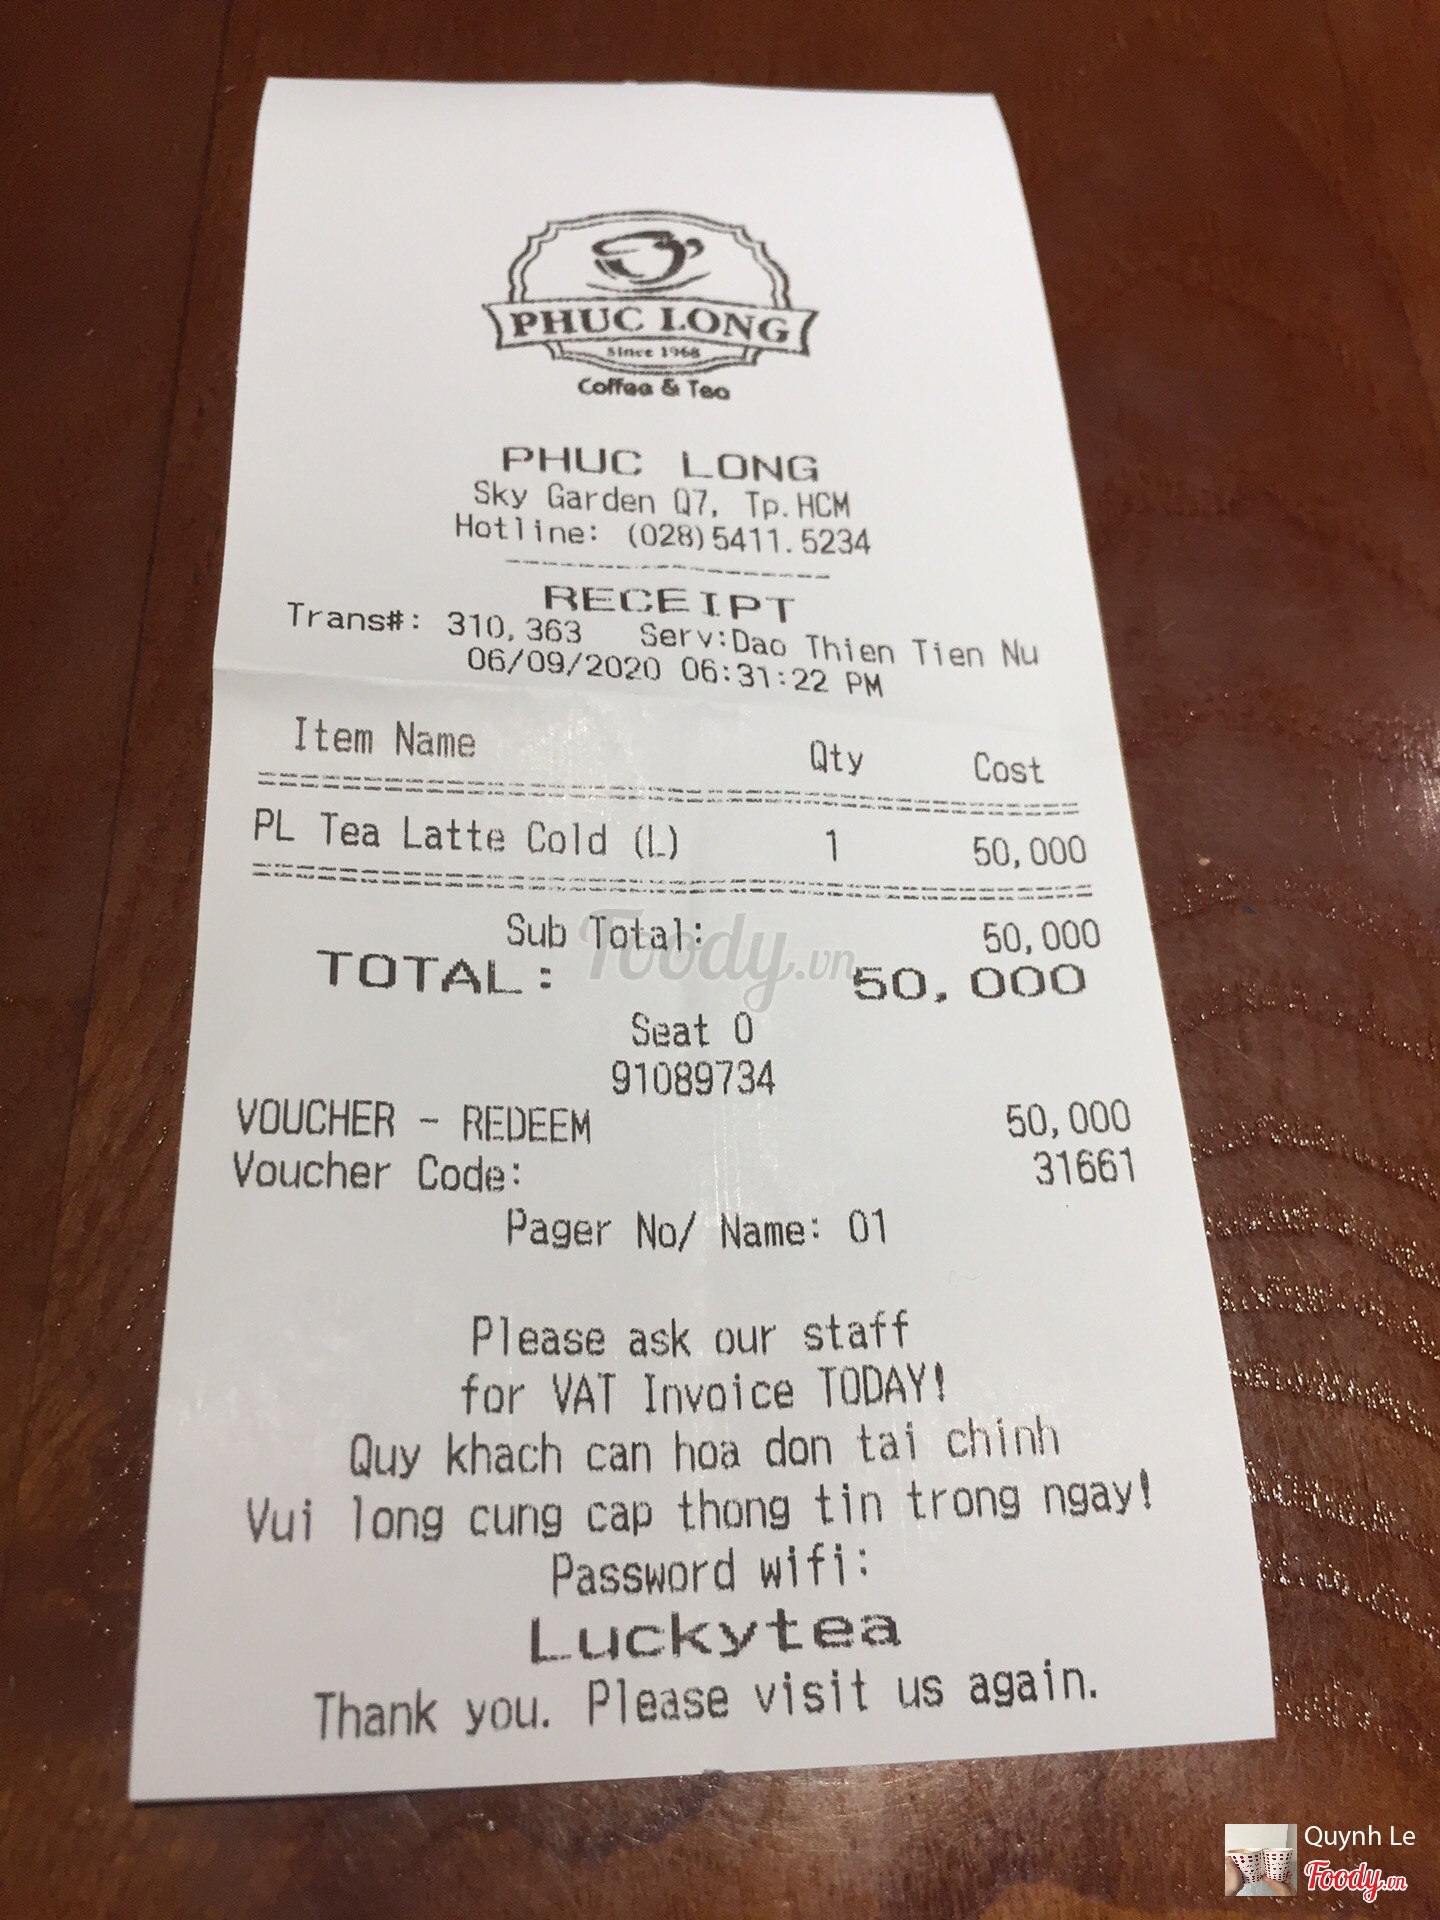 PHUC LONG
Since 1968
Coffee & Tea
PHUC LONG
Sky Garden Q7, Tp.HCM
Hotline: (028)5411.5234
RECEIPT
Trans#: 310,363 Serv:Dao Thien Tien Nu
06/09/2020 06:31:22 PM
Item Name Qty Cost
PL Tea Latte Cold (L) 1 50,000
Sub Total: 50,000
TOTAL: 50,000
Foody.vn
Seat 0
91089734
VOUCHER - REDEEM 50,000
Voucher Code: 31661
Pager No/ Name: 01
Please ask our staff
for VAT Invoice TODAY!
Quy khach can hoa don tai chinh
Vui long cung cap thong tin trong ngay!
Password wifi:
Luckytea
Thank you. Please visit us again.
Quynh Le
Foody.vn